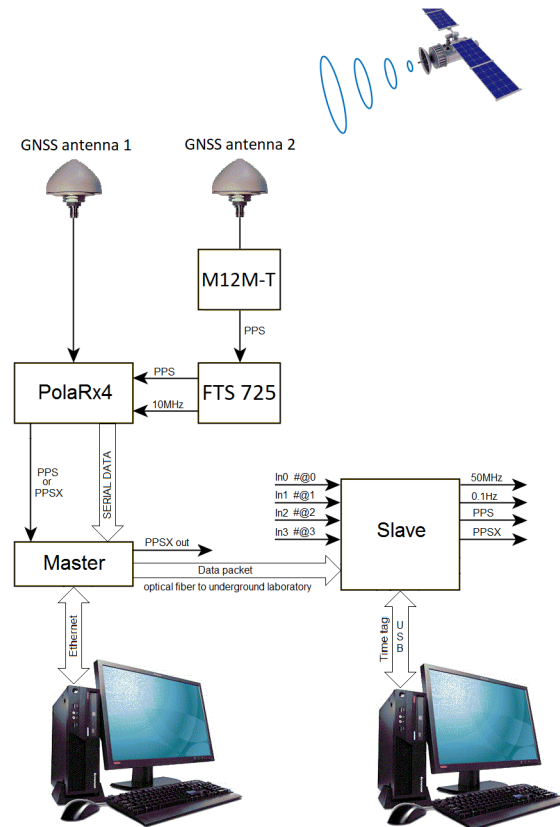 GNSS antenna 1
GNSS antenna 2
M12M-T
PPS
PolaRx4
PPS
10MHz
FTS 725
PPS
or
PPSX
SERIAL DATA
In0 #@0
In1 #@1
In2 #@2
In3 #@3
Slave
50MHz
0.1Hz
PPS
PPSX
Master
PPSX out
Data packet
optical fiber to underground laboratory
Ethernet
Time tag
USB